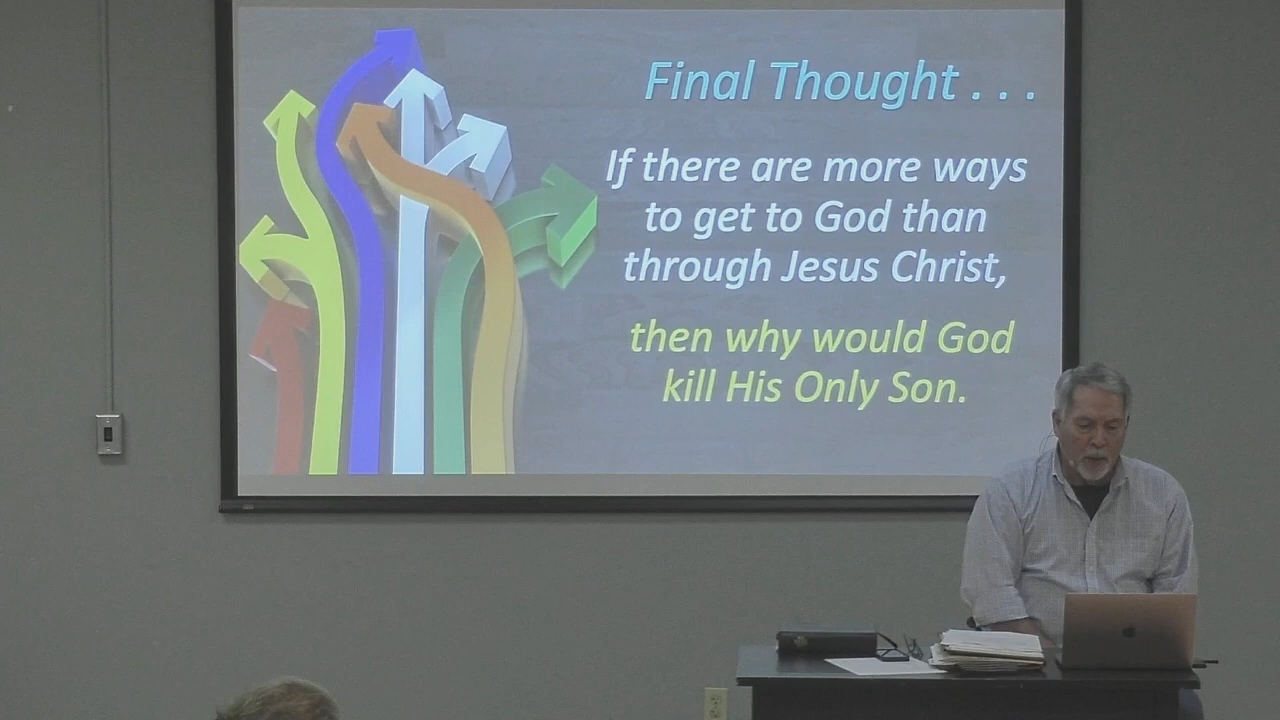 Final Thought . . .
If there are more ways
to get to God than
through Jesus Christ,
then why would God
kill His Only Son.